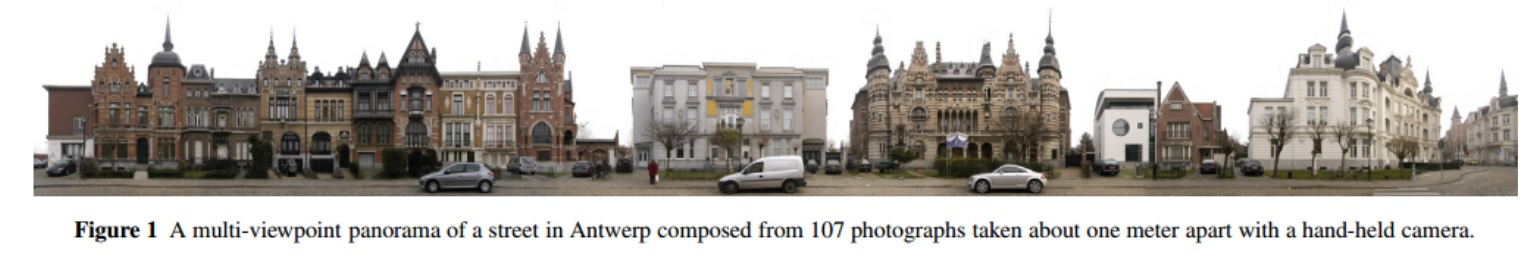 Figure 1 A multi-viewpoint panorama of a street in Antwerp composed from 107 photographs taken about one meter apart with a hand-held camera.